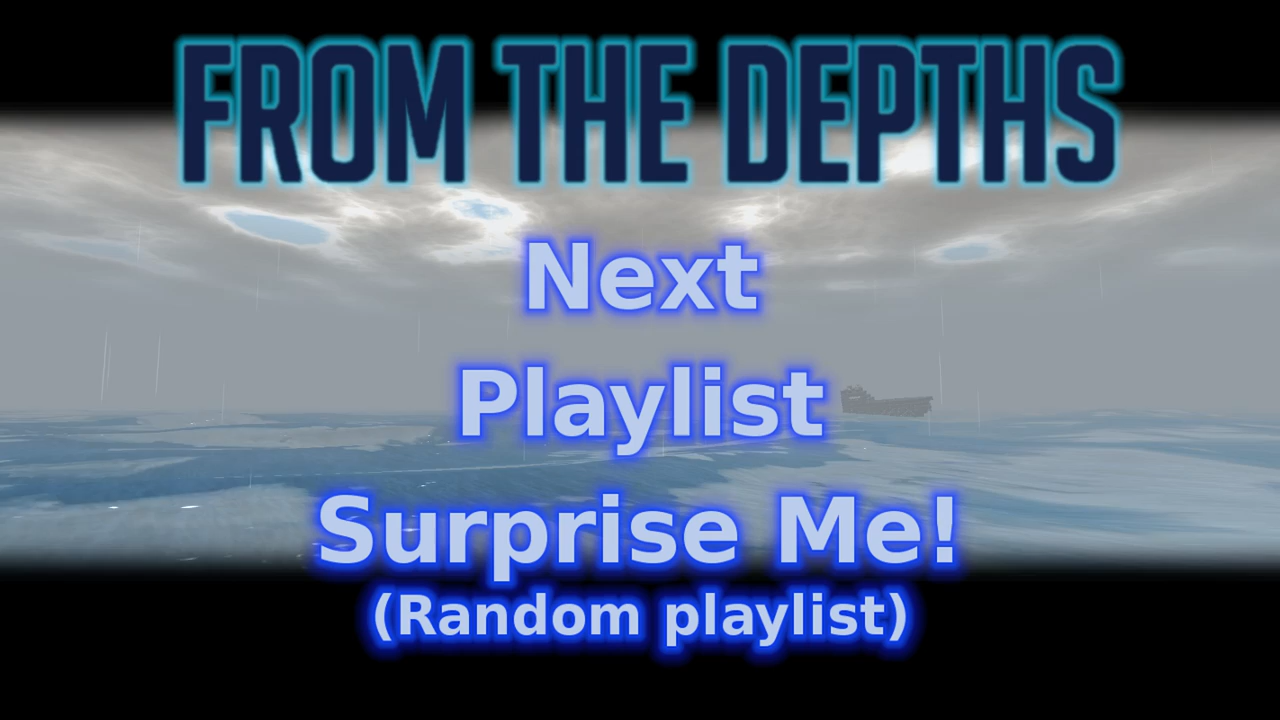 FROM THE DEPTHS
Next
Playlist
Surprise Me!
(Random playlist)